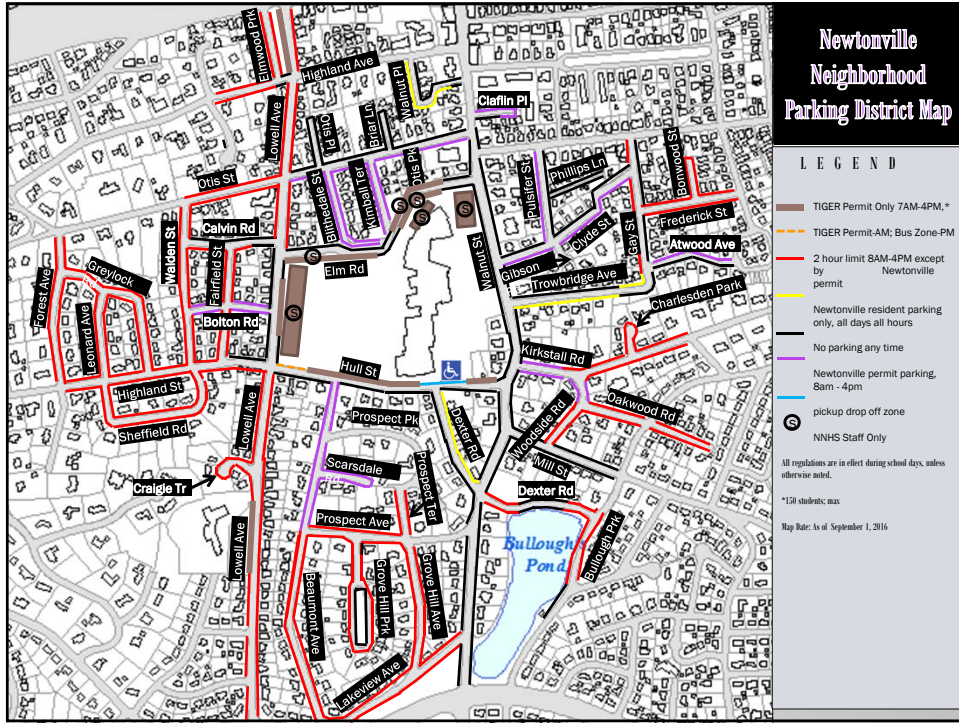 Newtonville
Neighborhood
Parking District Map
LEGEND
TIGER Permit Only 7AM-4PM,*
TIGER Permit-AM; Bus Zone-PM
2 hour limit 8AM-4PM except
by Newtonville
permit
Newtonville resident parking
only, all days all hours
No parking any time
Newtonville permit parking,
8am - 4pm
pickup drop off zone
S
NNHS Staff Only
All regulations are in effect during school days, unless
otherwise noted.
*150 students; max
Map Date: As of September 1, 2016
Elmwood Prk
Highland Ave
Walnut Pl
Claflin Pl
Lowell Ave
Otis Pl
Briar Ln
Otis St
Kimball Ter
Pulsifer St
Phillips Ln
Bonwood St
Calvin Rd
Walden St
Walnut St
Clyde St
Gay St
Frederick St
Atwood Ave
Elm Rd
Gibson
Trowbridge Ave
Charlesden Park
Forest Ave
Greylock
Fairfield St
Leonard Ave
Bolton Rd
S
S
S
S
S
S
Kirkstall Rd
Hull St
Highland St
Sheffield Rd
Lowell Ave
Prospect Pk
Dexter Rd
Woodside Rd
Oakwood Rd
Mill St
Scarsdale
Prospect Ter
Craigie Tr
Dexter Rd
Prospect Ave
Lowell Ave
Bullough's
Pond
Bullough Prk
Beaumont Ave
Grove Hill Prk
Grove Hill Ave
Lakeview Ave